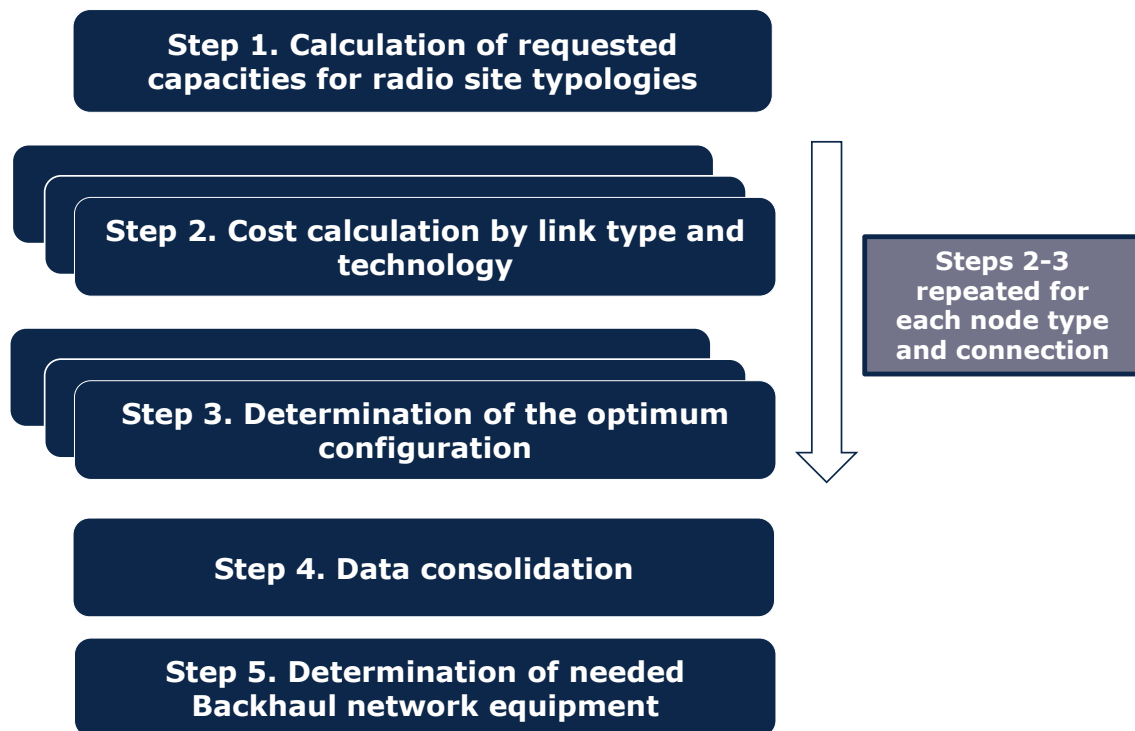 Step 1. Calculation of requested
capacities for radio site typologies
Step 2. Cost calculation by link type and
technology
Steps 2-3
repeated for
each node type
and connection
Step 3. Determination of the optimum
configuration
Step 4. Data consolidation
Step 5. Determination of needed
Backhaul network equipment